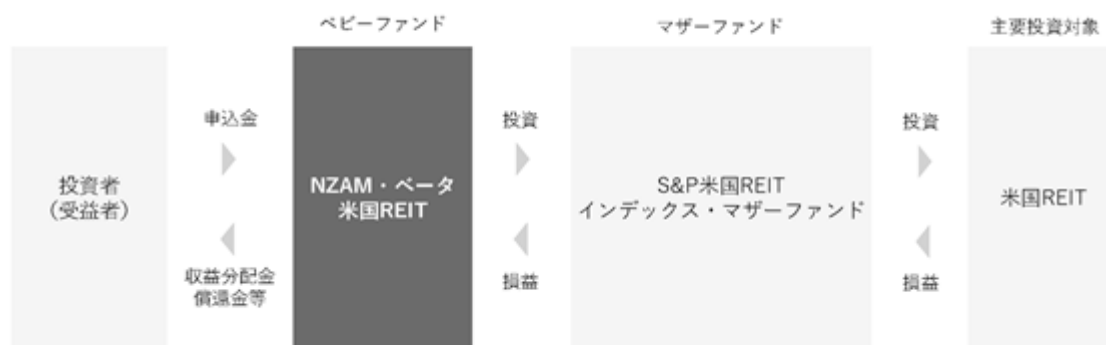 ベビーファンド
マザーファンド
主要投資対象
投資者
(受益者)
申込金
収益分配金
償還金等
NZAM・ベータ
米国REIT
投資
損益
S&P米国REIT
インデックス・マザーファンド
投資
損益
米国REIT